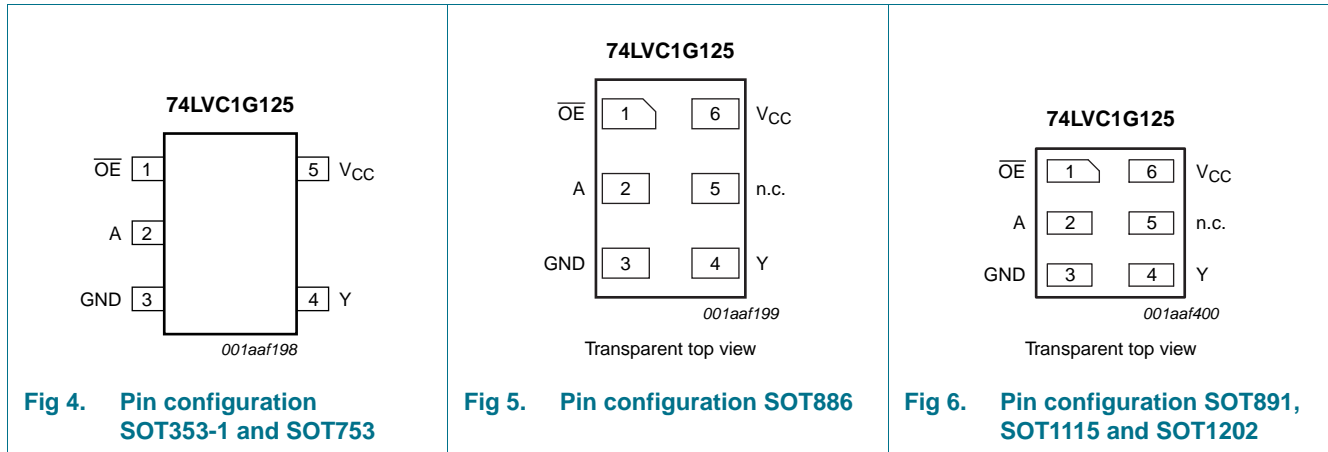 74LVC1G125
OE 1 5 VCC
A 2
GND 3 4 Y
001aaf198
Fig 4. Pin configuration
SOT353-1 and SOT753
74LVC1G125
OE 1 6 VCC
A 2 5 n.c.
GND 3 4 Y
001aaf199
Transparent top view
Fig 5. Pin configuration SOT886
74LVC1G125
OE 1 6 VCC
A 2 5 n.c.
GND 3 4 Y
001aaf400
Transparent top view
Fig 6. Pin configuration SOT891,
SOT1115 and SOT1202